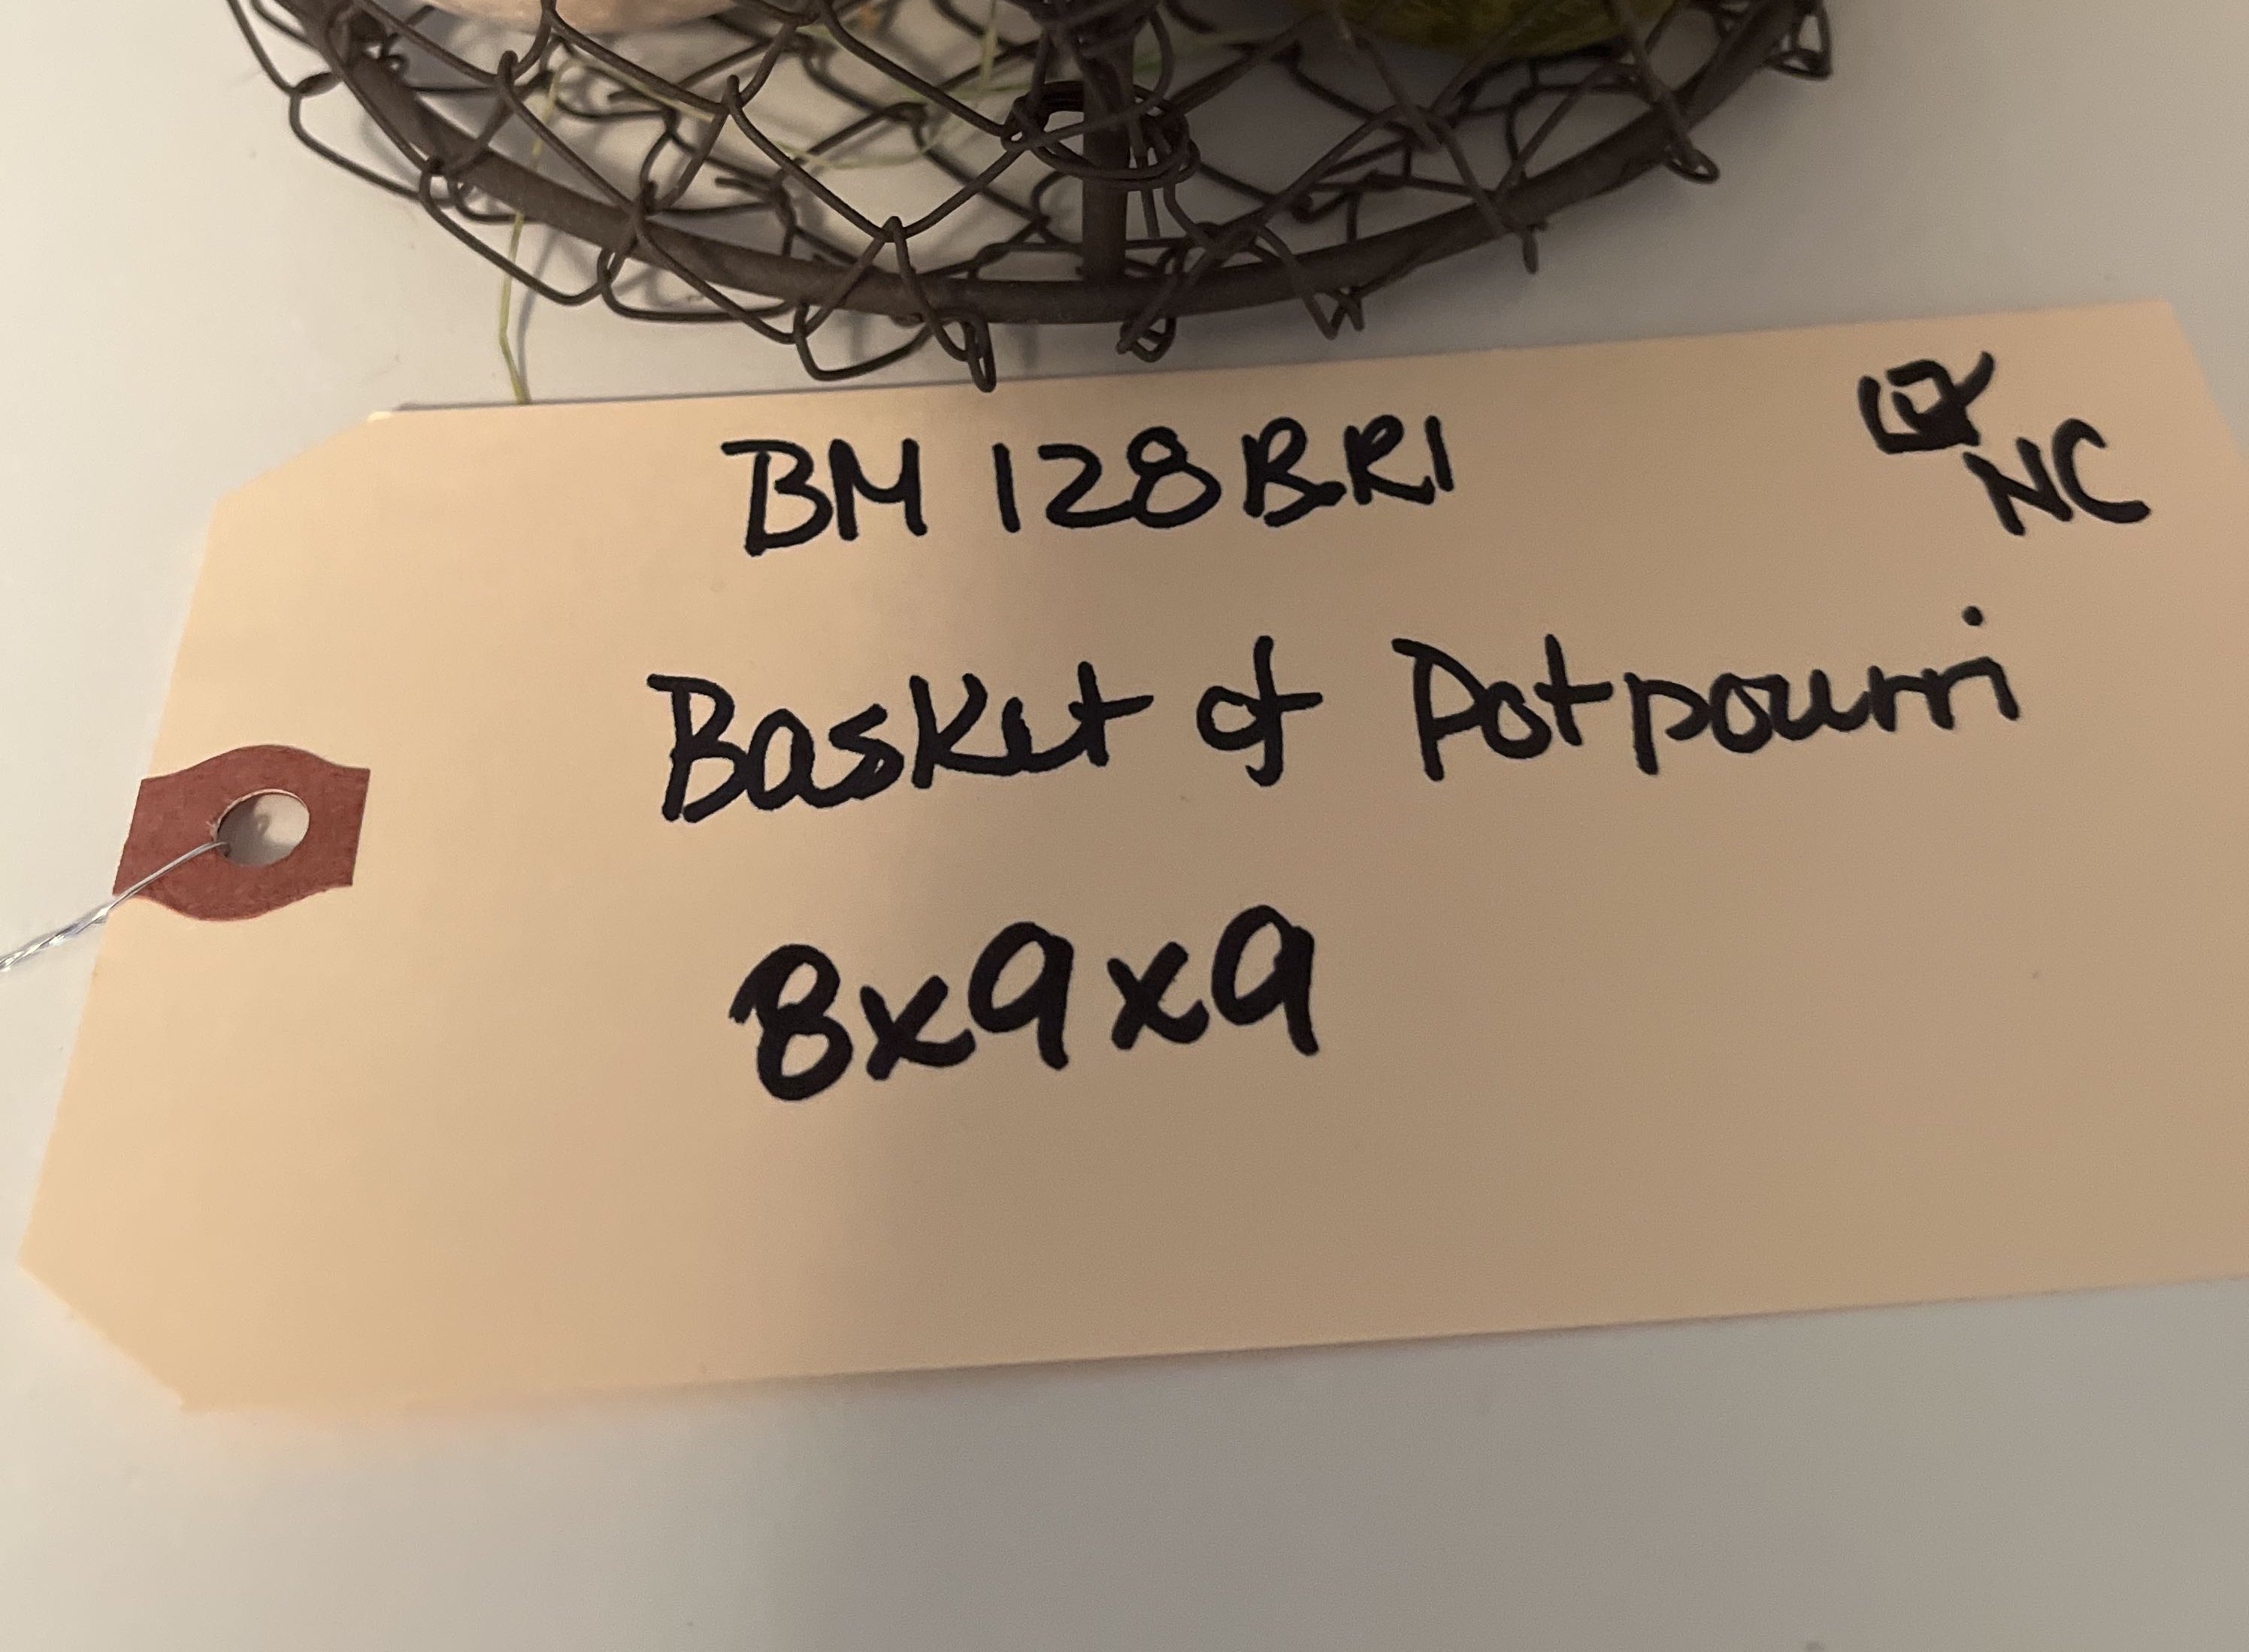 BM 128BR1
☑ NC
Basket of Potpourri
8x9x9